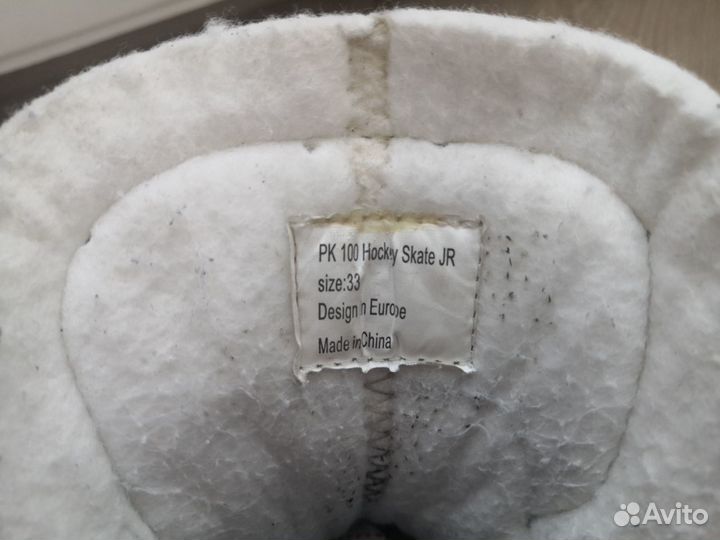 PK 100 Hockey Skate JR
size:33
Design in Europe
Made in China
Avito